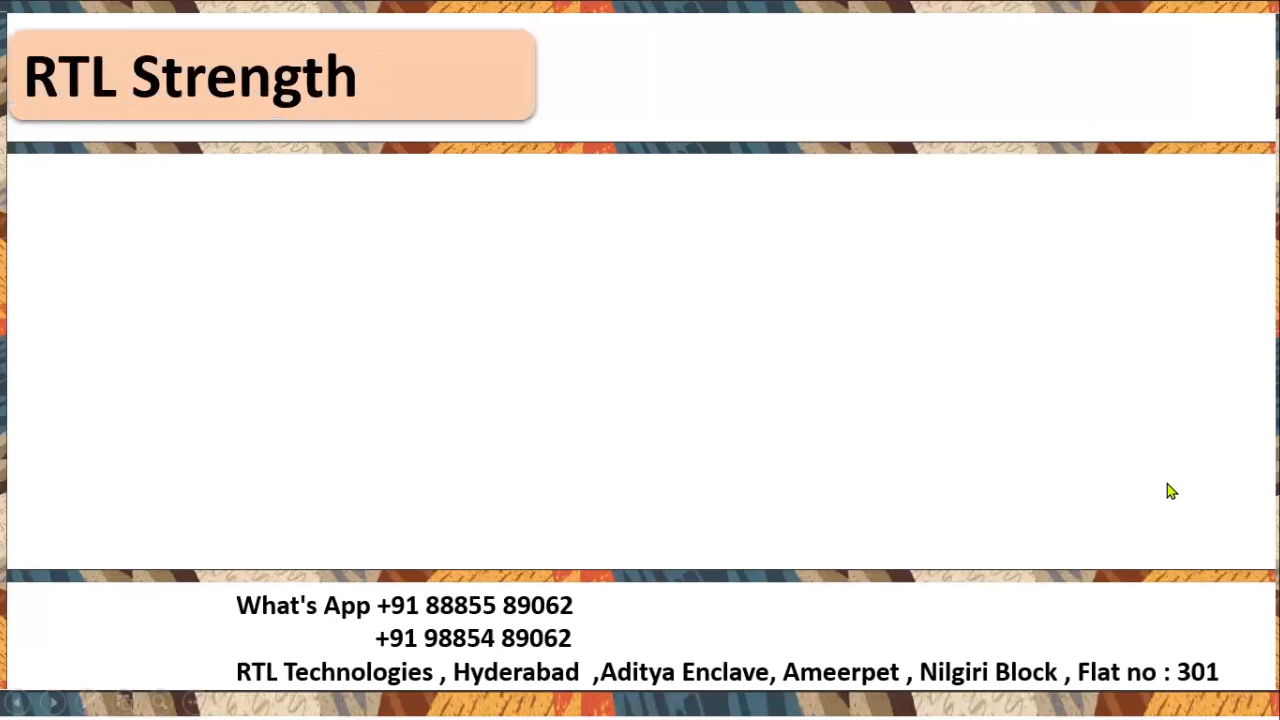 RTL Strength
What's App +91 88855 89062
+91 98854 89062
RTL Technologies , Hyderabad ,Aditya Enclave, Ameerpet , Nilgiri Block , Flat no : 301